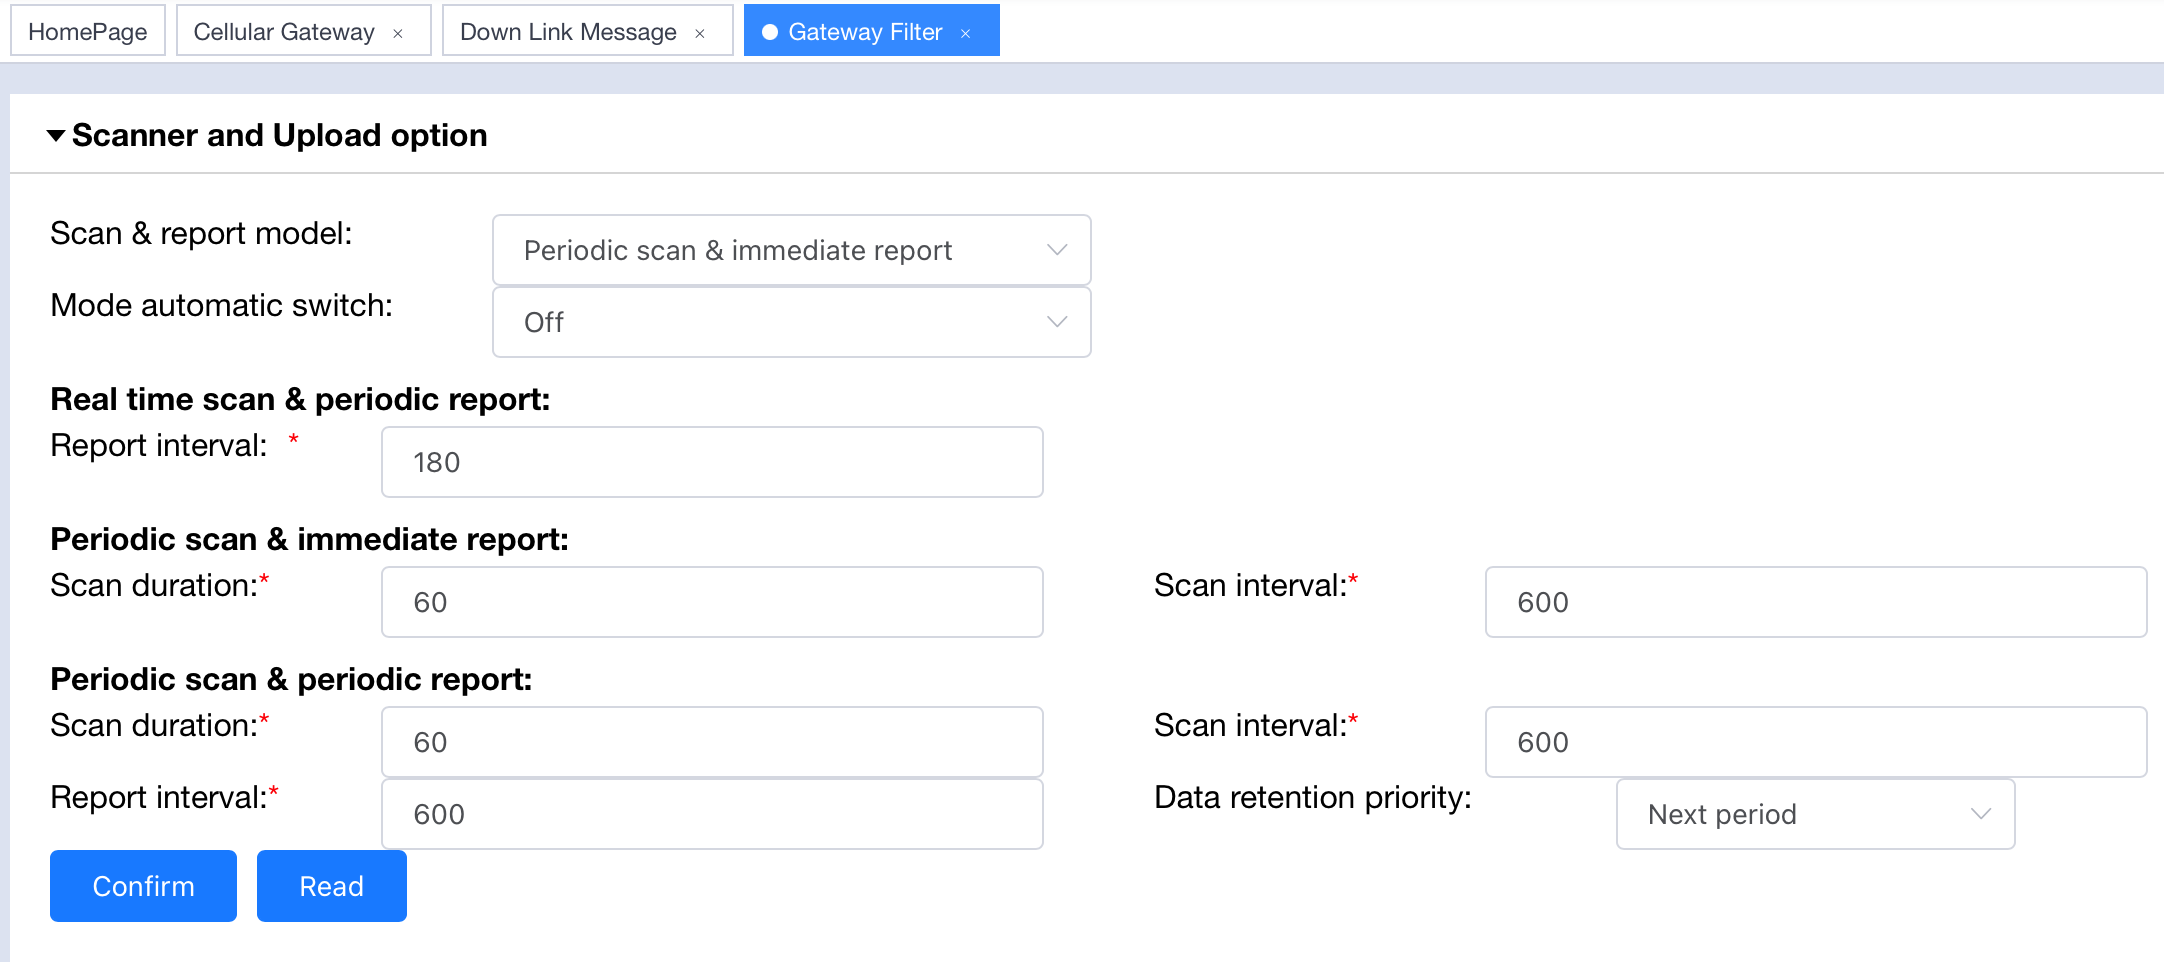 HomePage Cellular Gateway × Down Link Message × Gateway Filter ×
Scanner and Upload option
Scan & report model: Periodic scan & immediate report
Mode automatic switch: Off
Real time scan & periodic report:
Report interval: * 180
Periodic scan & immediate report:
Scan duration:* 60 Scan interval:* 600
Periodic scan & periodic report:
Scan duration:* 60 Scan interval:* 600
Report interval:* 600 Data retention priority: Next period
Confirm Read